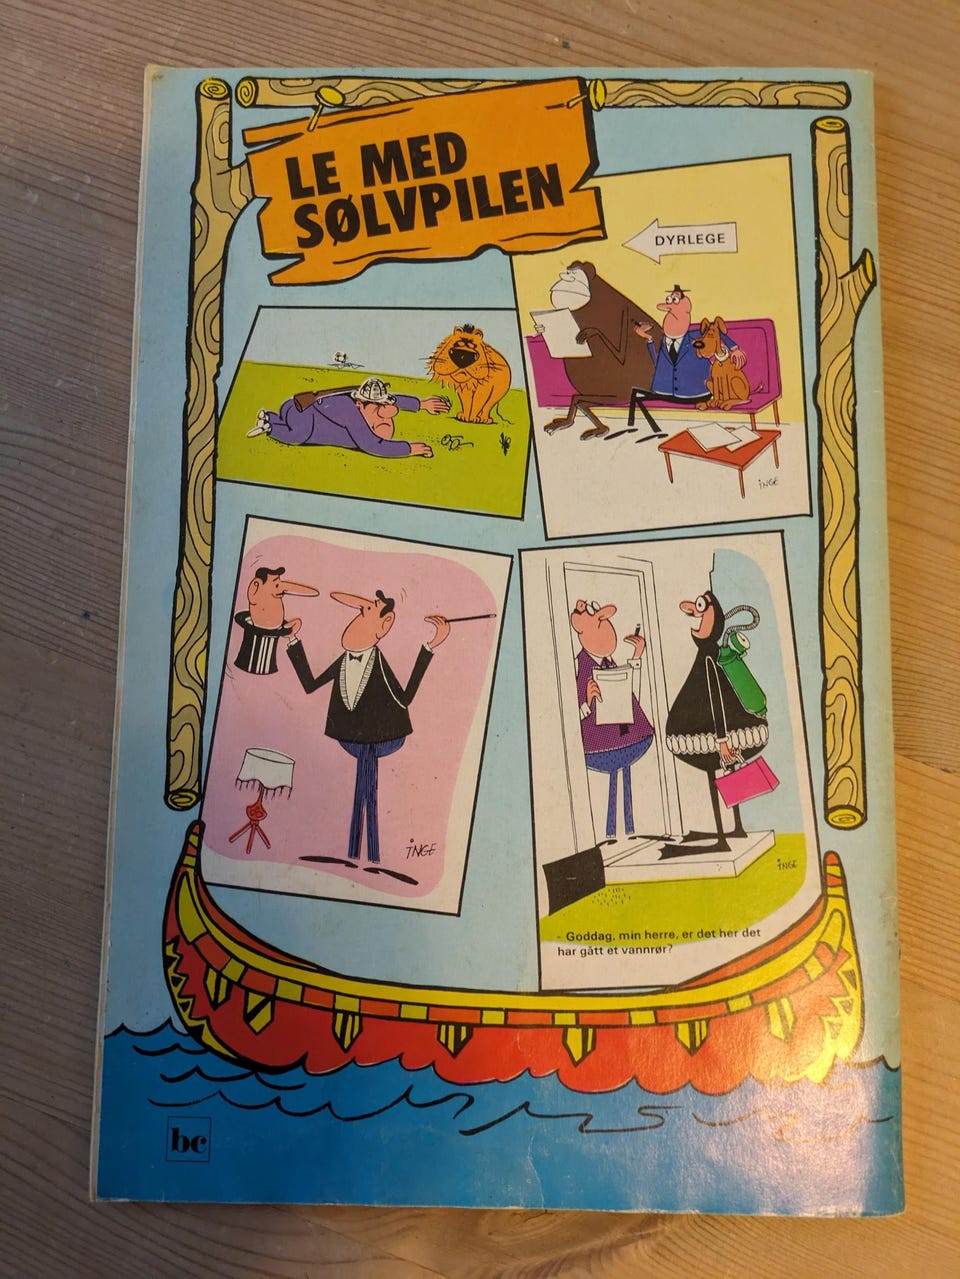 LE MED
SØLVPILEN
DYRLEGE
iNGE
iNGE
iNGE
- Goddag, min herre, er det her det
har gått et vannrør?
bc